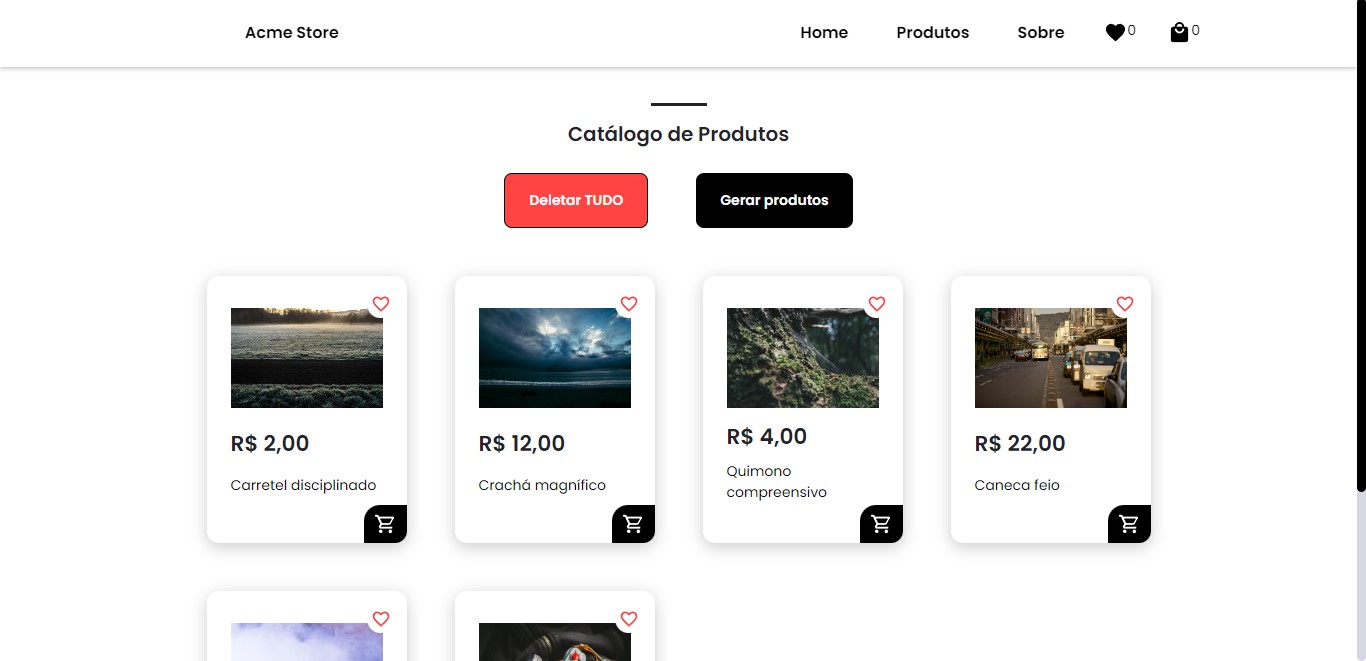 Acme Store
Home
Produtos
Sobre
0
0
Catálogo de Produtos
Deletar TUDO
Gerar produtos
R$ 2,00
Carretel disciplinado
R$ 12,00
Crachá magnífico
R$ 4,00
Quimono
compreensivo
R$ 22,00
Caneca feio